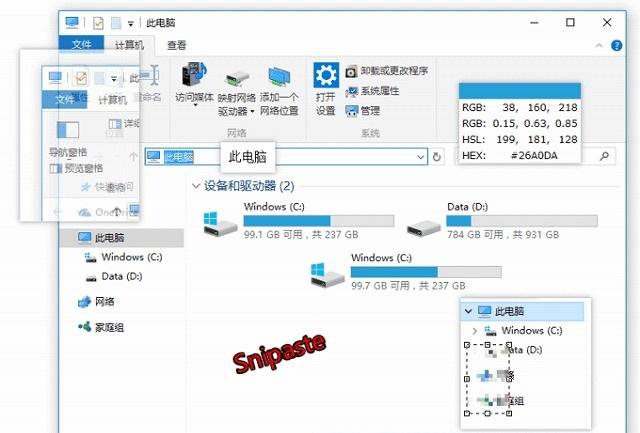 此电脑
文件
计算机
查看
此
文件
计算机
属性
重命名
访问媒体
映射网络
驱动器
添加一个
网络位置
打开
设置
卸载或更改程序
系统属性
管理
网络
系统
RGB: 38, 160, 218
RGB: 0.15, 0.63, 0.85
HSL: 199, 181, 128
HEX: #26A0DA
导航窗格
预览窗格
详细
窗格
快速访问
OneDrive
此电脑
此电脑
设备和驱动器 (2)
Windows (C:)
99.1 GB 可用，共 237 GB
Data (D:)
784 GB 可用，共 931 GB
Windows (C:)
99.7 GB 可用，共 237 GB
此电脑
Windows (C:)
Data (D:)
网络
家庭组
Snipaste
此电脑
Windows (C:)
ata (D:)
庭组